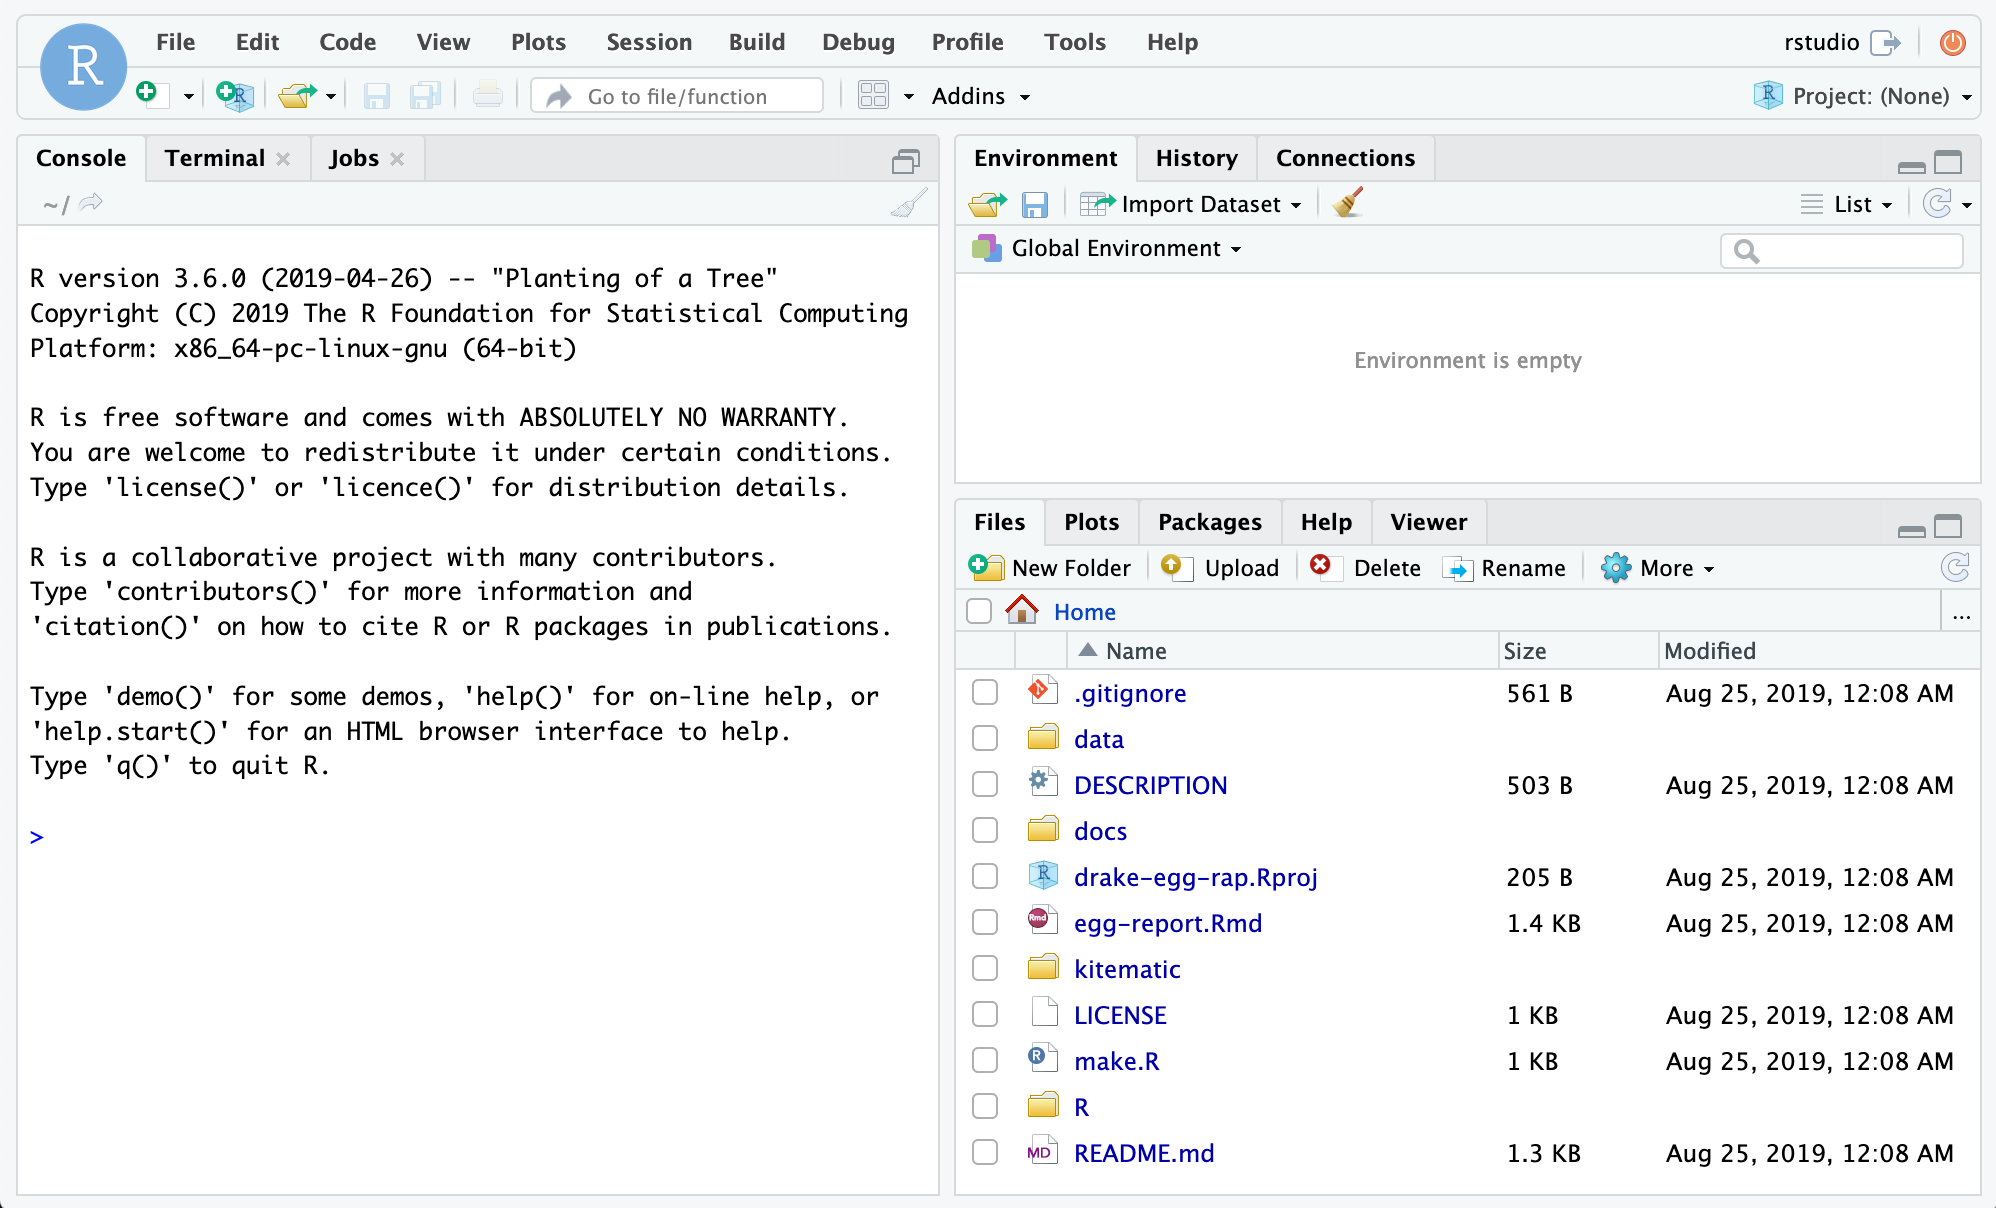 R
File Edit Code View Plots Session Build Debug Profile Tools Help
rstudio
R
Go to file/function
Addins
R Project: (None)
Console Terminal Jobs
~/
R version 3.6.0 (2019-04-26) -- "Planting of a Tree"
Copyright (C) 2019 The R Foundation for Statistical Computing
Platform: x86_64-pc-linux-gnu (64-bit)
R is free software and comes with ABSOLUTELY NO WARRANTY.
You are welcome to redistribute it under certain conditions.
Type 'license()' or 'licence()' for distribution details.
R is a collaborative project with many contributors.
Type 'contributors()' for more information and
'citation()' on how to cite R or R packages in publications.
Type 'demo()' for some demos, 'help()' for on-line help, or
'help.start()' for an HTML browser interface to help.
Type 'q()' to quit R.
>
Environment History Connections
Import Dataset
List
Global Environment
Environment is empty
Files Plots Packages Help Viewer
New Folder Upload Delete Rename More
Home ...
Name Size Modified
.gitignore 561 B Aug 25, 2019, 12:08 AM
data
DESCRIPTION 503 B Aug 25, 2019, 12:08 AM
docs
R drake-egg-rap.Rproj 205 B Aug 25, 2019, 12:08 AM
Rmd egg-report.Rmd 1.4 KB Aug 25, 2019, 12:08 AM
kitematic
LICENSE 1 KB Aug 25, 2019, 12:08 AM
R make.R 1 KB Aug 25, 2019, 12:08 AM
R
MD README.md 1.3 KB Aug 25, 2019, 12:08 AM